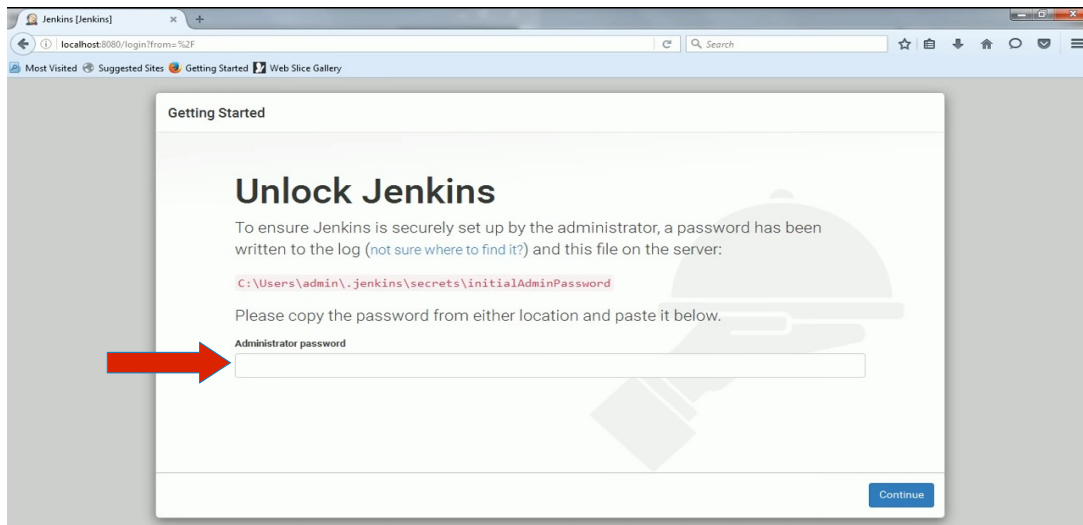 Jenkins [Jenkins]
localhost:8080/login?from=%2F
Search
Most Visited Suggested Sites Getting Started Web Slice Gallery
Getting Started
Unlock Jenkins
To ensure Jenkins is securely set up by the administrator, a password has been
written to the log (not sure where to find it?) and this file on the server:
C:\Users\admin\.jenkins\secrets\initialAdminPassword
Please copy the password from either location and paste it below.
Administrator password
Continue